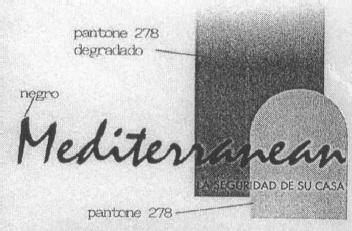 pantone 278
degradado
negro
Mediterranean
LA SEGURIDAD DE SU CASA
pantone 278